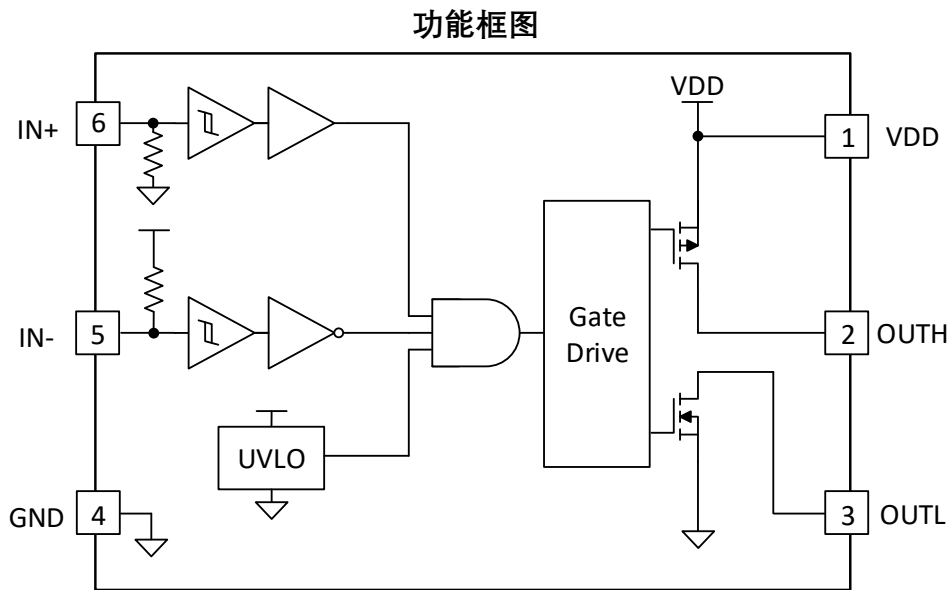 功能框图
VDD
IN+
6
1
VDD
IN-
5
Gate
Drive
2
OUTH
UVLO
GND
4
3
OUTL